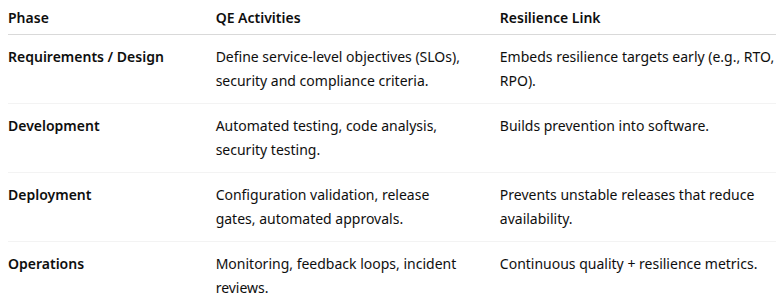 Phase QE Activities Resilience Link
Requirements / Design Define service-level objectives (SLOs), Embeds resilience targets early (e.g., RTO,
security and compliance criteria. RPO).
Development Automated testing, code analysis, Builds prevention into software.
security testing.
Deployment Configuration validation, release Prevents unstable releases that reduce
gates, automated approvals. availability.
Operations Monitoring, feedback loops, incident Continuous quality + resilience metrics.
reviews.